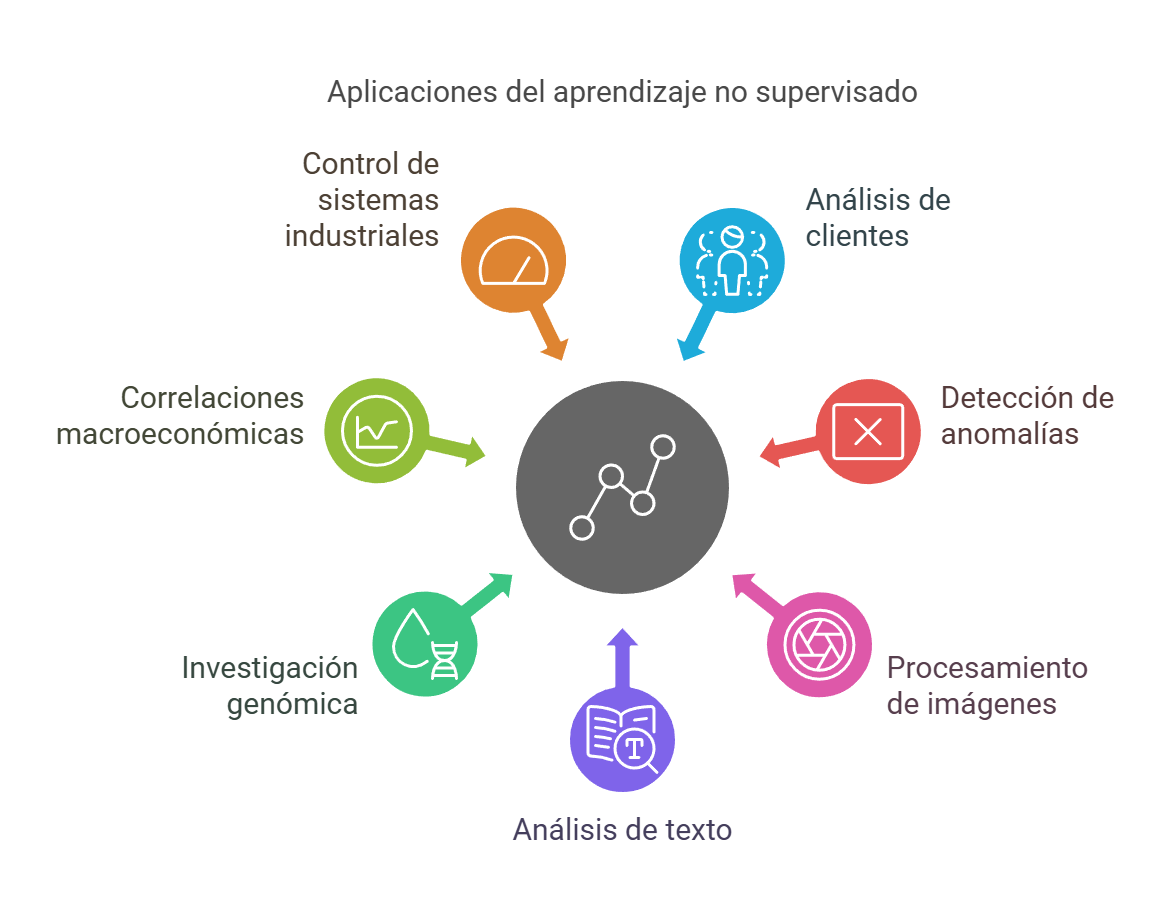 Aplicaciones del aprendizaje no supervisado
Control de
sistemas
industriales
Análisis de
clientes
Correlaciones
macroeconómicas
Detección de
anomalías
Investigación
genómica
Procesamiento
de imágenes
T
Análisis de texto